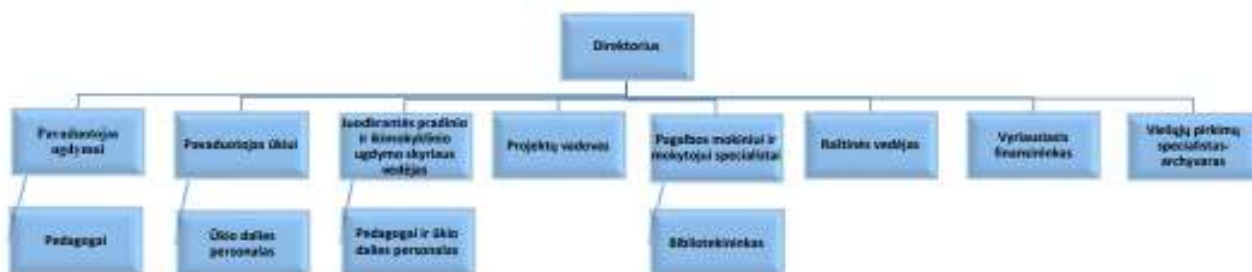 Direktorius
Pavaduotojas
ugdymui
Pavaduotojas ūkiui
Juodkrantės pradinio
ir ikimokyklinio
ugdymo skyriaus
vedėjas
Projektų vadovas
Pagalbos mokiniui ir
mokytojui specialistai
Raštinės vedėjas
Vyriausiasis
finansininkas
Viešųjų pirkimų
specialistas-
archyvaras
Pedagogai
Ūkio dalies
personalas
Pedagogai ir ūkio
dalies personalas
Bibliotekininkas